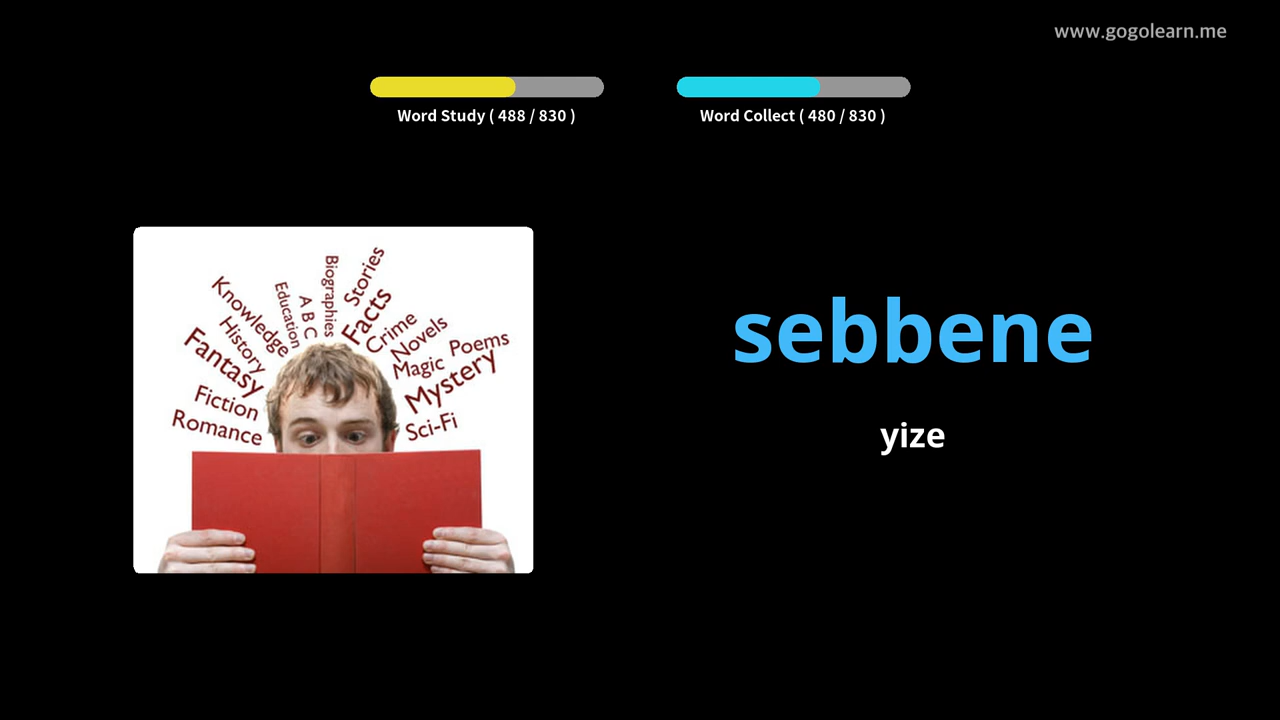 www.gogolearn.me
Word Study ( 488 / 830 )
Word Collect ( 480 / 830 )
Biographies
Stories
Knowledge
Education
A B C
Facts
Crime
History
Novels
Poems
Fantasy
Magic
Mystery
Fiction
Romance
Sci-Fi
sebbene
yize